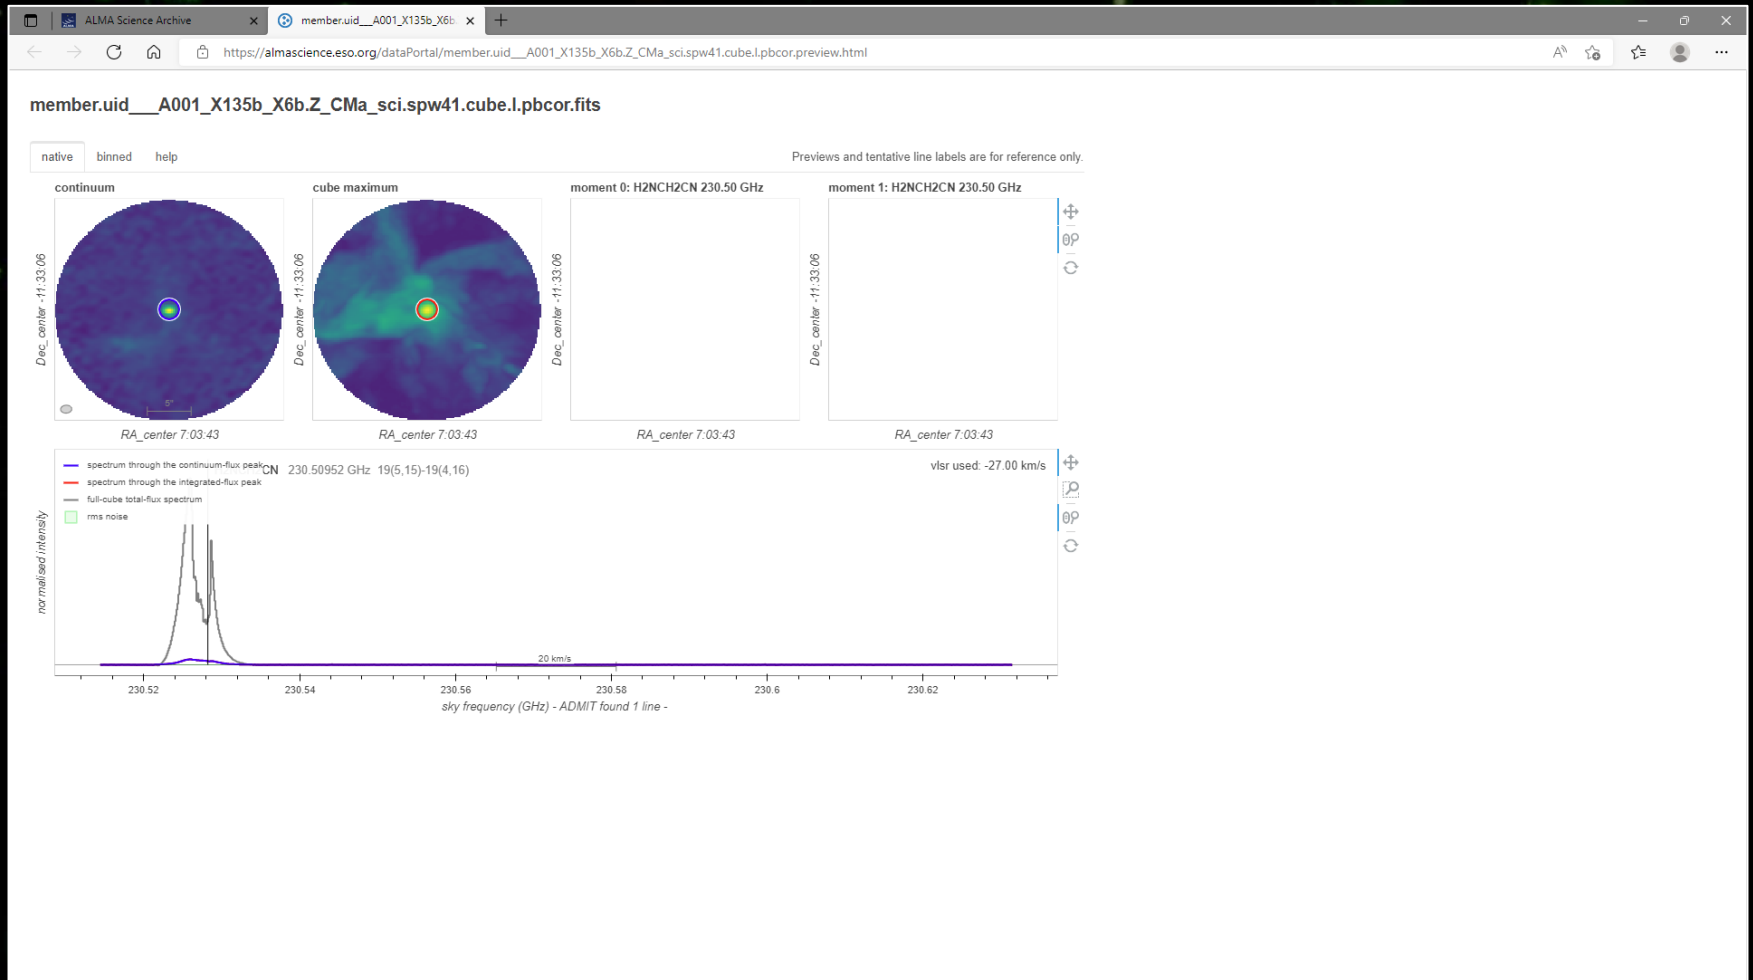 ALMA Science Archive
member.uid___A001_X135b_X6b.
https://almascience.eso.org/dataPortal/member.uid___A001_X135b_X6b.Z_CMa_sci.spw41.cube.I.pbcor.preview.html
member.uid___A001_X135b_X6b.Z_CMa_sci.spw41.cube.I.pbcor.fits
native binned help
Previews and tentative line labels are for reference only.
continuum
cube maximum
moment 0: H2NCH2CN 230.50 GHz
moment 1: H2NCH2CN 230.50 GHz
Dec_center -11:33:06
Dec_center -11:33:06
Dec_center -11:33:06
Dec_center -11:33:06
5"
RA_center 7:03:43
RA_center 7:03:43
RA_center 7:03:43
RA_center 7:03:43
spectrum through the continuum-flux peak
CN 230.50952 GHz 19(5,15)-19(4,16)
vlsr used: -27.00 km/s
spectrum through the integrated-flux peak
full-cube total-flux spectrum
rms noise
normalised intensity
20 km/s
230.52 230.54 230.56 230.58 230.6 230.62
sky frequency (GHz) - ADMIT found 1 line -